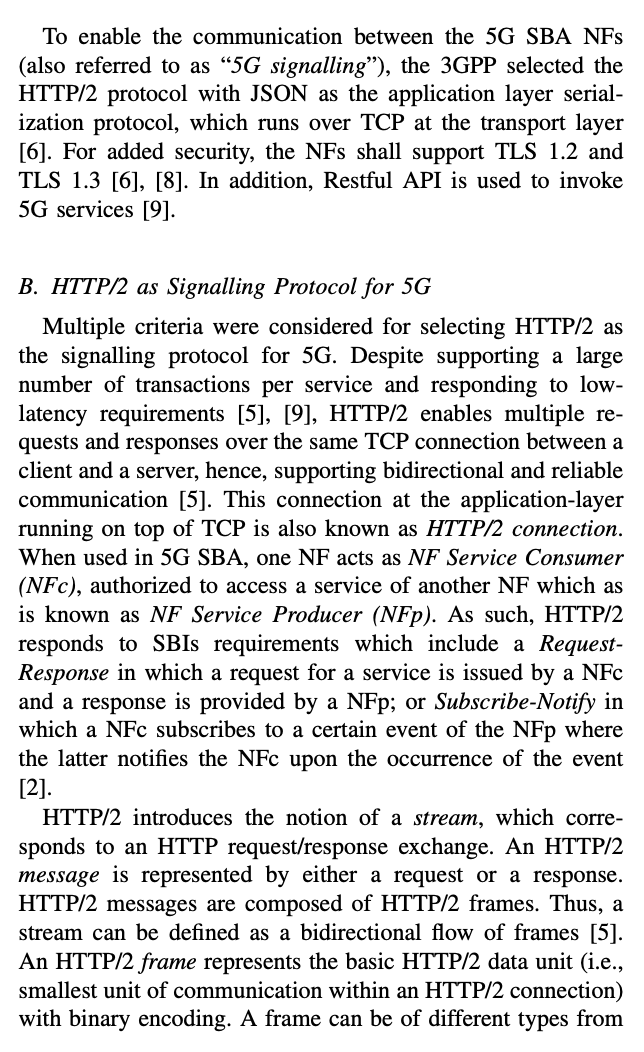 To enable the communication between the 5G SBA NFs
(also referred to as “5G signalling”), the 3GPP selected the
HTTP/2 protocol with JSON as the application layer serial-
ization protocol, which runs over TCP at the transport layer
[6]. For added security, the NFs shall support TLS 1.2 and
TLS 1.3 [6], [8]. In addition, Restful API is used to invoke
5G services [9].
B. HTTP/2 as Signalling Protocol for 5G
Multiple criteria were considered for selecting HTTP/2 as
the signalling protocol for 5G. Despite supporting a large
number of transactions per service and responding to low-
latency requirements [5], [9], HTTP/2 enables multiple re-
quests and responses over the same TCP connection between a
client and a server, hence, supporting bidirectional and reliable
communication [5]. This connection at the application-layer
running on top of TCP is also known as HTTP/2 connection.
When used in 5G SBA, one NF acts as NF Service Consumer
(NFc), authorized to access a service of another NF which as
is known as NF Service Producer (NFp). As such, HTTP/2
responds to SBIs requirements which include a Request-
Response in which a request for a service is issued by a NFc
and a response is provided by a NFp; or Subscribe-Notify in
which a NFc subscribes to a certain event of the NFp where
the latter notifies the NFc upon the occurrence of the event
[2].
HTTP/2 introduces the notion of a stream, which corre-
sponds to an HTTP request/response exchange. An HTTP/2
message is represented by either a request or a response.
HTTP/2 messages are composed of HTTP/2 frames. Thus, a
stream can be defined as a bidirectional flow of frames [5].
An HTTP/2 frame represents the basic HTTP/2 data unit (i.e.,
smallest unit of communication within an HTTP/2 connection)
with binary encoding. A frame can be of different types from